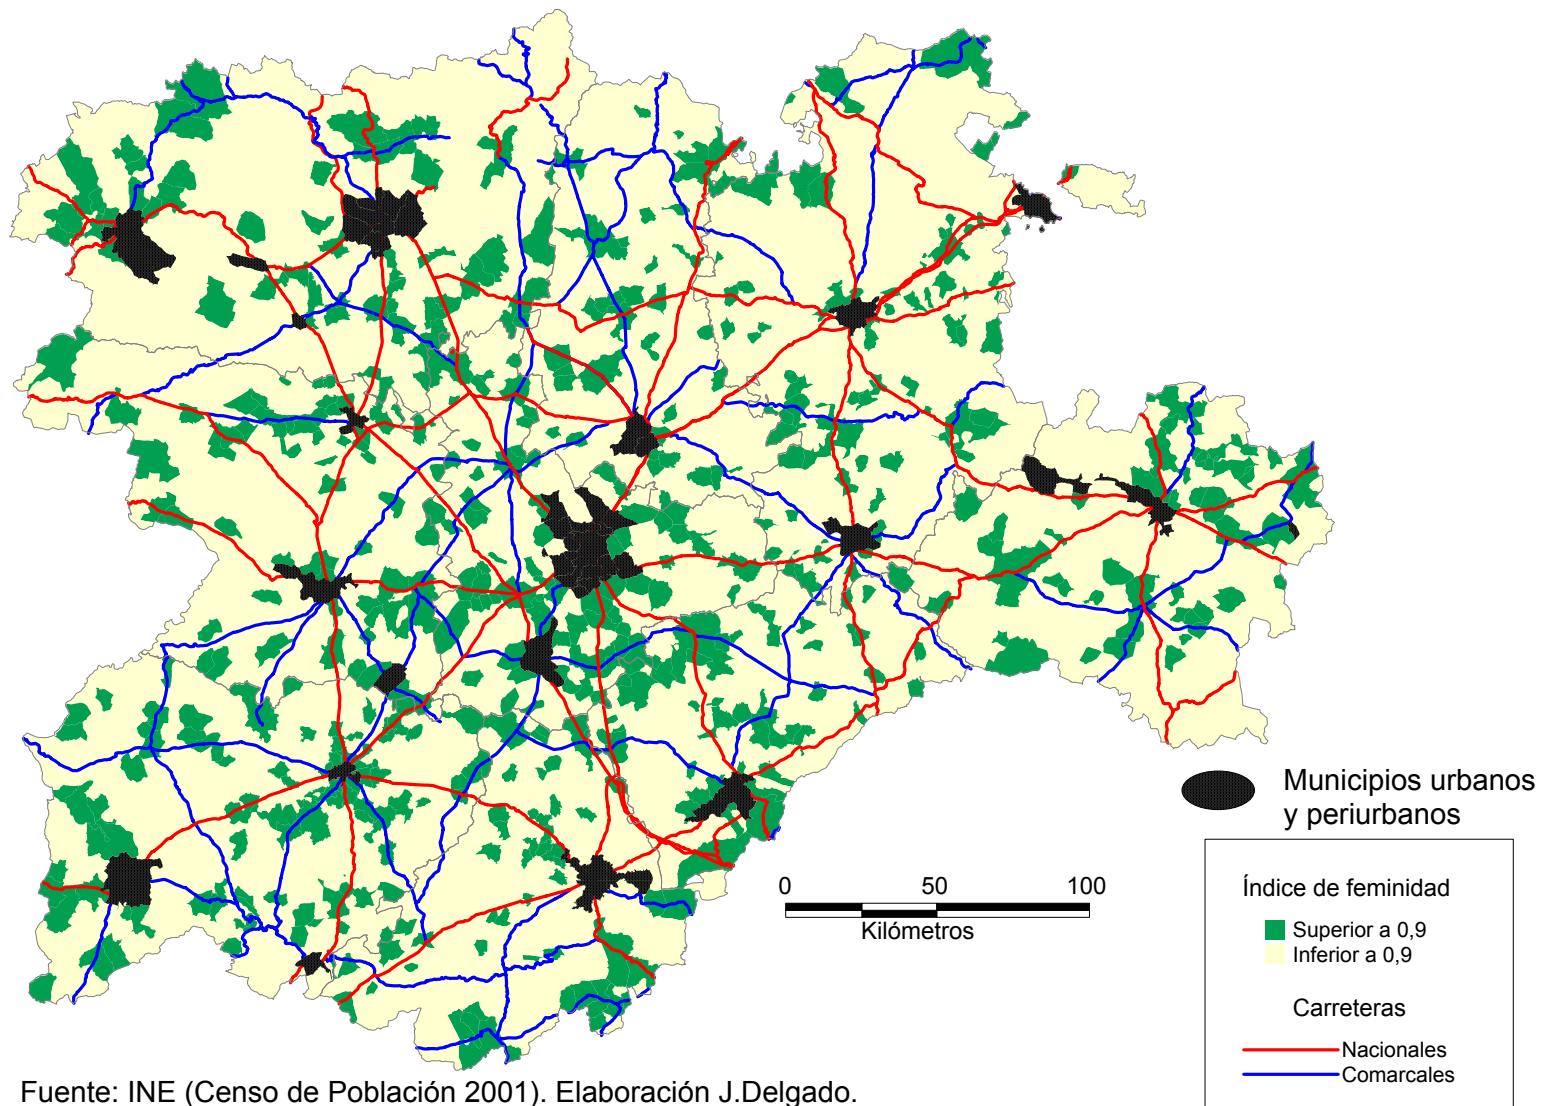 Municipios urbanos
y periurbanos
0 50 100
Kilómetros
Índice de feminidad
Superior a 0,9
Inferior a 0,9
Carreteras
Nacionales
Comarcales
Fuente: INE (Censo de Población 2001). Elaboración J.Delgado.